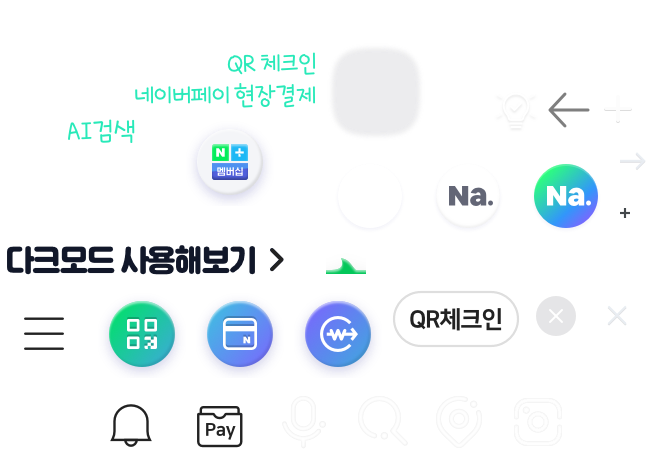 QR 체크인
네이버페이 현장결제
AI검색
N+
멤버십
Na.
Na.
다크모드 사용해보기
QR체크인
N
Pay